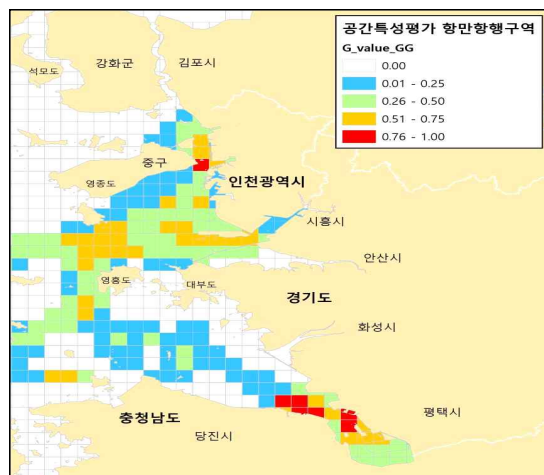 공간특성평가 항만항행구역
G_value_GG
0.00
0.01 - 0.25
0.26 - 0.50
0.51 - 0.75
0.76 - 1.00
강화군
김포시
석모도
중구
영종도
인천광역시
시흥시
안산시
영흥도
대부도
경기도
화성시
평택시
충청남도
당진시